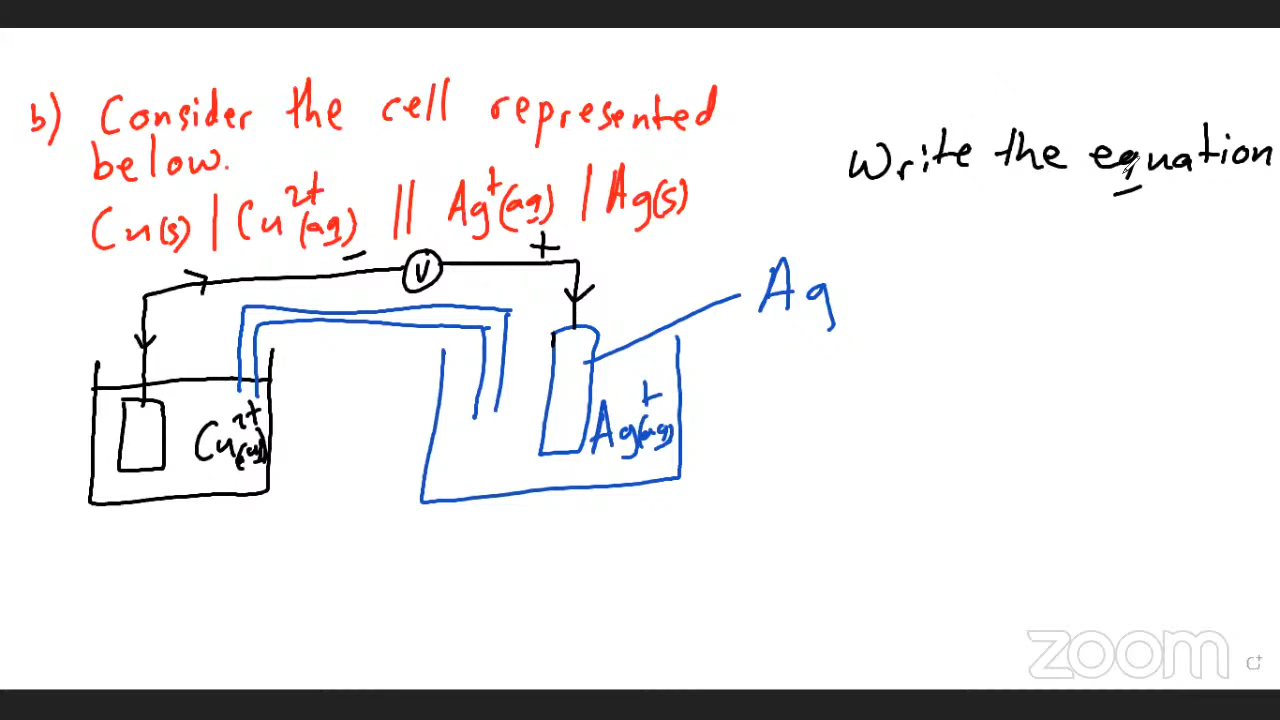 b) Consider the cell represented
below.
Cu(s) | Cu²⁺(aq) || Ag⁺(aq) | Ag(s)
Write the equation
− V +
Ag
Cu²⁺(aq)
Ag⁺(aq)
zoom